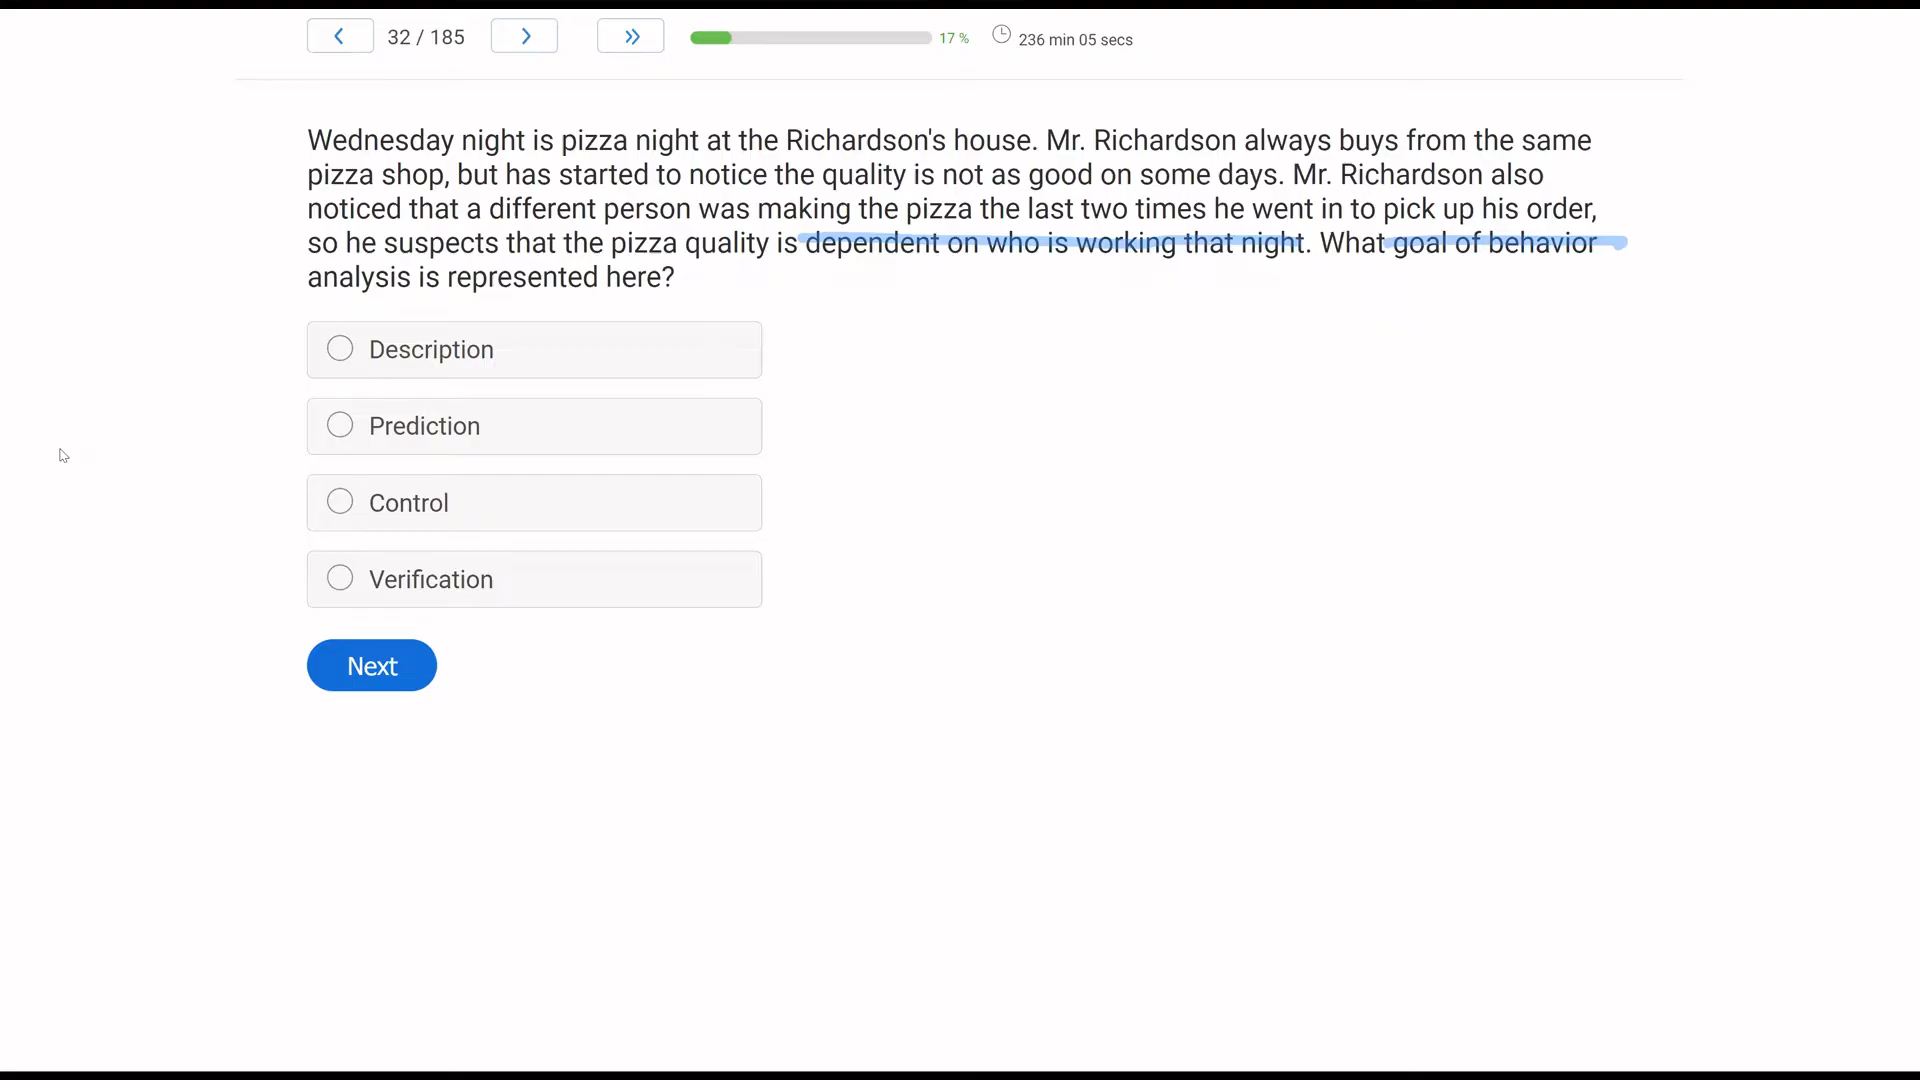 32 / 185
17 %
236 min 05 secs
Wednesday night is pizza night at the Richardson's house. Mr. Richardson always buys from the same
pizza shop, but has started to notice the quality is not as good on some days. Mr. Richardson also
noticed that a different person was making the pizza the last two times he went in to pick up his order,
so he suspects that the pizza quality is dependent on who is working that night. What goal of behavior
analysis is represented here?
Description
Prediction
Control
Verification
Next